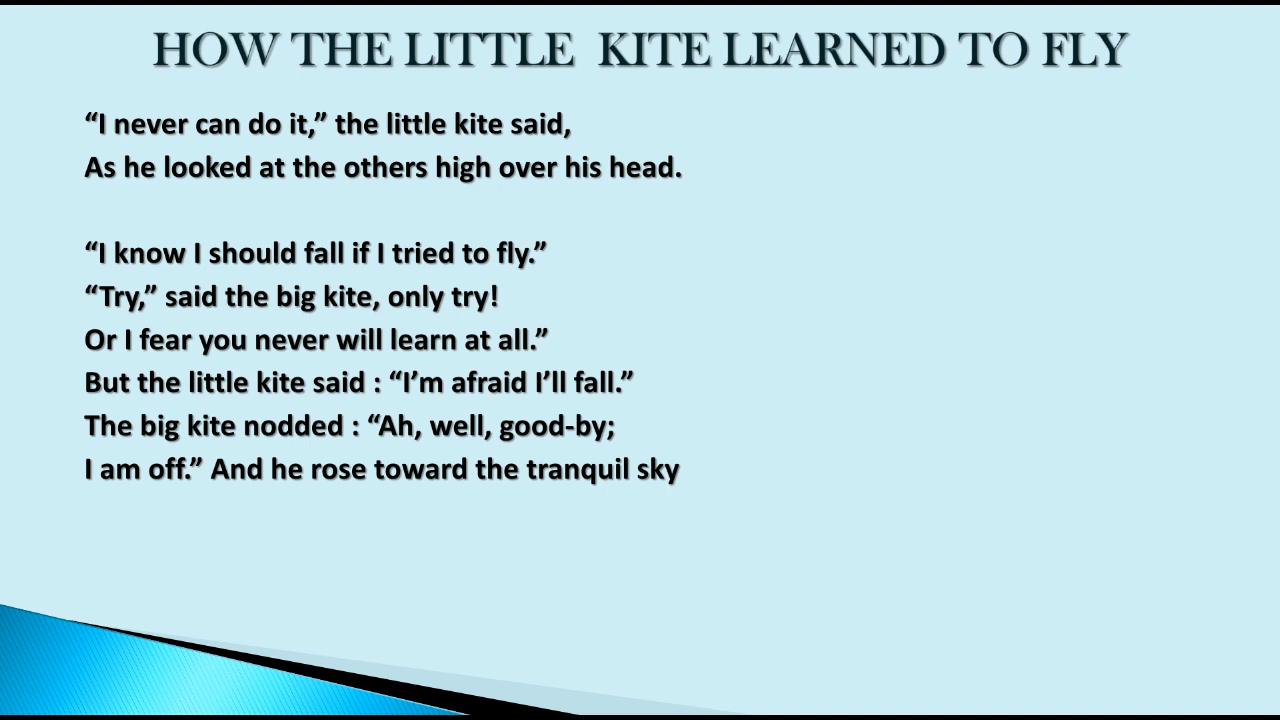 HOW THE LITTLE  KITE LEARNED TO FLY
“I never can do it,” the little kite said,
As he looked at the others high over his head.
“I know I should fall if I tried to fly.”
“Try,” said the big kite, only try!
Or I fear you never will learn at all.”
But the little kite said : “I’m afraid I’ll fall.”
The big kite nodded : “Ah, well, good-by;
I am off.” And he rose toward the tranquil sky